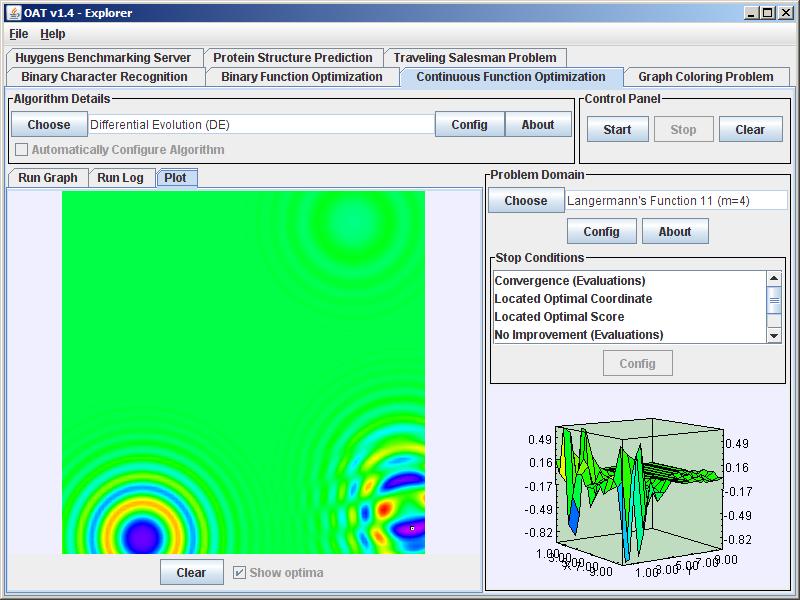 OAT v1.4 - Explorer
File Help
Huygens Benchmarking Server Protein Structure Prediction Traveling Salesman Problem
Binary Character Recognition Binary Function Optimization Continuous Function Optimization Graph Coloring Problem
Algorithm Details
Choose Differential Evolution (DE) Config About
Automatically Configure Algorithm
Control Panel
Start Stop Clear
Run Graph Run Log Plot
Clear Show optima
Problem Domain
Choose Langermann's Function 11 (m=4)
Config About
Stop Conditions
Convergence (Evaluations)
Located Optimal Coordinate
Located Optimal Score
No Improvement (Evaluations)
Config
0.49 0.49
0.16 0.16
-0.17 -0.17
-0.49 -0.49
-0.82 -0.82
9.00 1.00 3.00 5.00 7.00 9.00